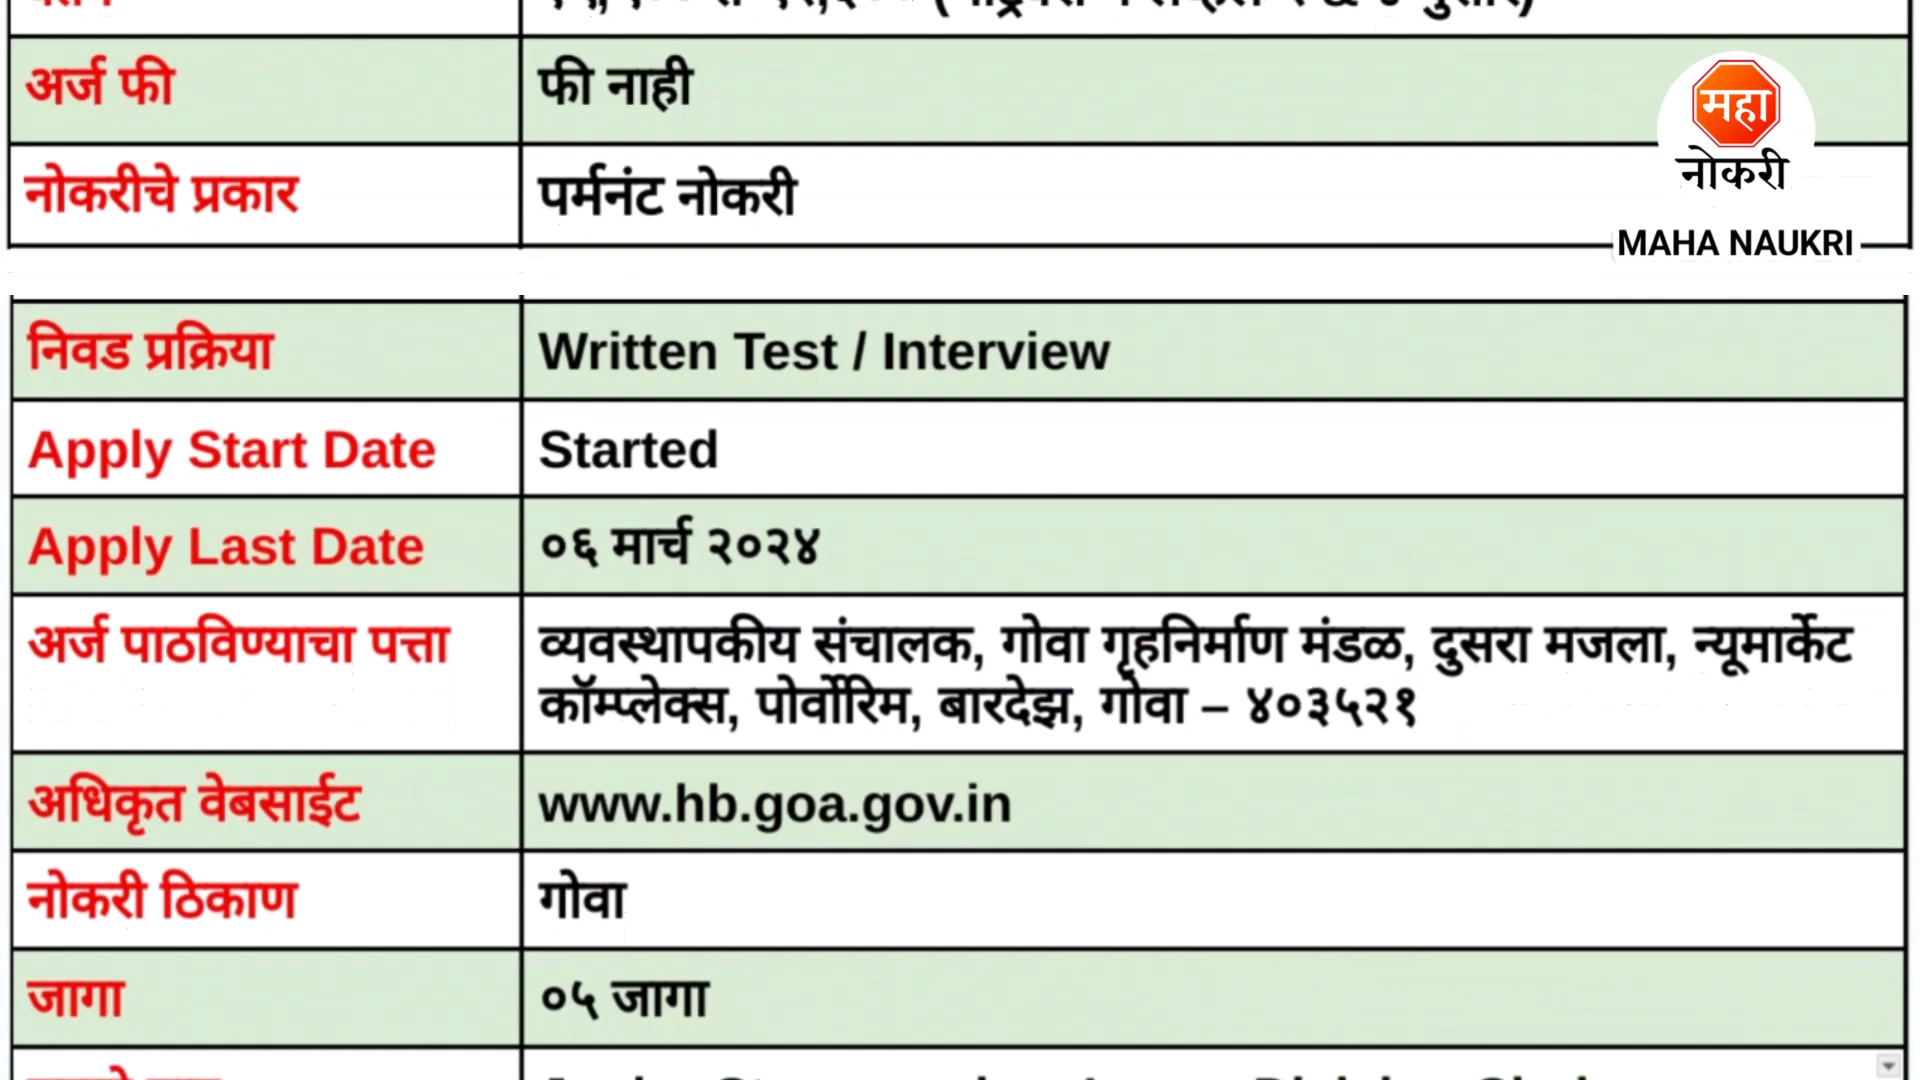 अर्ज फी
फी नाही
नोकरीचे प्रकार
पर्मनंट नोकरी
महा
नोकरी
MAHA NAUKRI
निवड प्रक्रिया
Written Test / Interview
Apply Start Date
Started
Apply Last Date
०६ मार्च २०२४
अर्ज पाठविण्याचा पत्ता
व्यवस्थापकीय संचालक, गोवा गृहनिर्माण मंडळ, दुसरा मजला, न्यूमार्केट
कॉम्प्लेक्स, पोर्वोरिम, बारदेझ, गोवा – ४०३५२१
अधिकृत वेबसाईट
www.hb.goa.gov.in
नोकरी ठिकाण
गोवा
जागा
०५ जागा